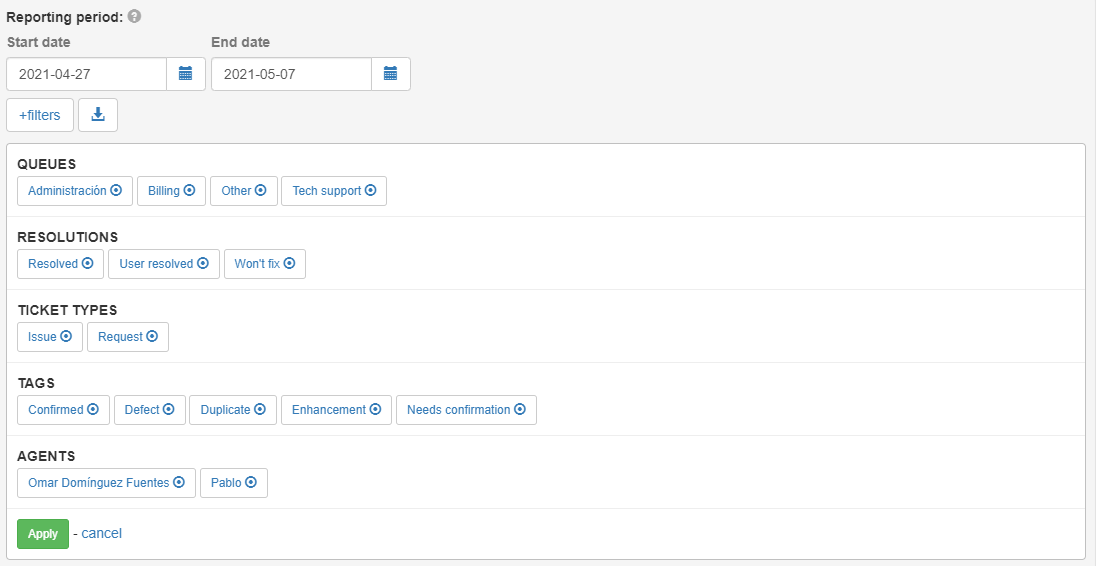 Reporting period: ?
Start date End date
2021-04-27 2021-05-07
+filters
QUEUES
Administración Billing Other Tech support
RESOLUTIONS
Resolved User resolved Won't fix
TICKET TYPES
Issue Request
TAGS
Confirmed Defect Duplicate Enhancement Needs confirmation
AGENTS
Omar Domínguez Fuentes Pablo
Apply - cancel